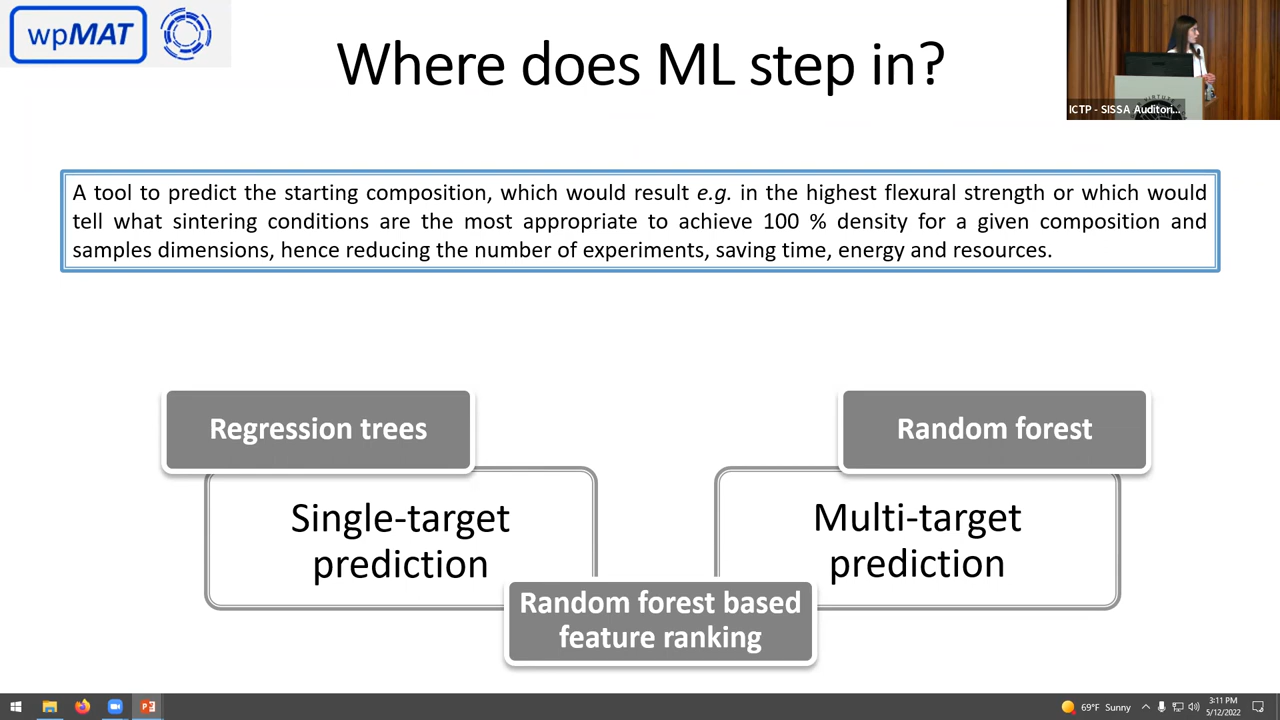 wpMAT
Where does ML step in?
ICTP - SISSA Auditori...
A tool to predict the starting composition, which would result e.g. in the highest flexural strength or which would
tell what sintering conditions are the most appropriate to achieve 100 % density for a given composition and
samples dimensions, hence reducing the number of experiments, saving time, energy and resources.
Regression trees
Random forest
Single-target
prediction
Multi-target
prediction
Random forest based
feature ranking
69°F Sunny
3:11 PM
5/12/2022